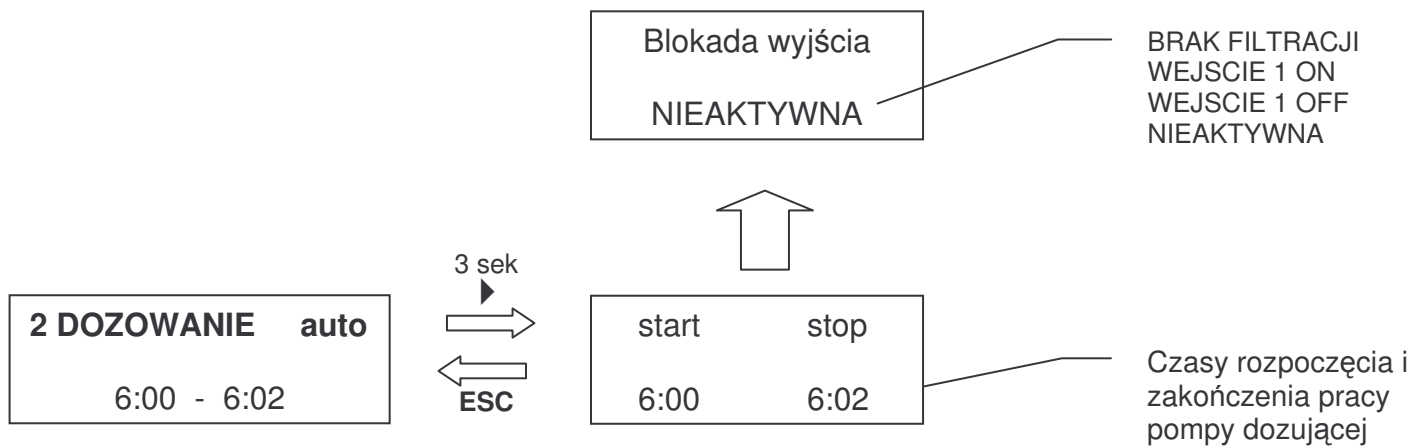 Blokada wyjścia
NIEAKTYWNA
BRAK FILTRACJI
WEJSCIE 1 ON
WEJSCIE 1 OFF
NIEAKTYWNA
3 sek
2 DOZOWANIE auto
6:00 - 6:02
ESC
start stop
6:00 6:02
Czasy rozpoczęcia i
zakończenia pracy
pompy dozującej